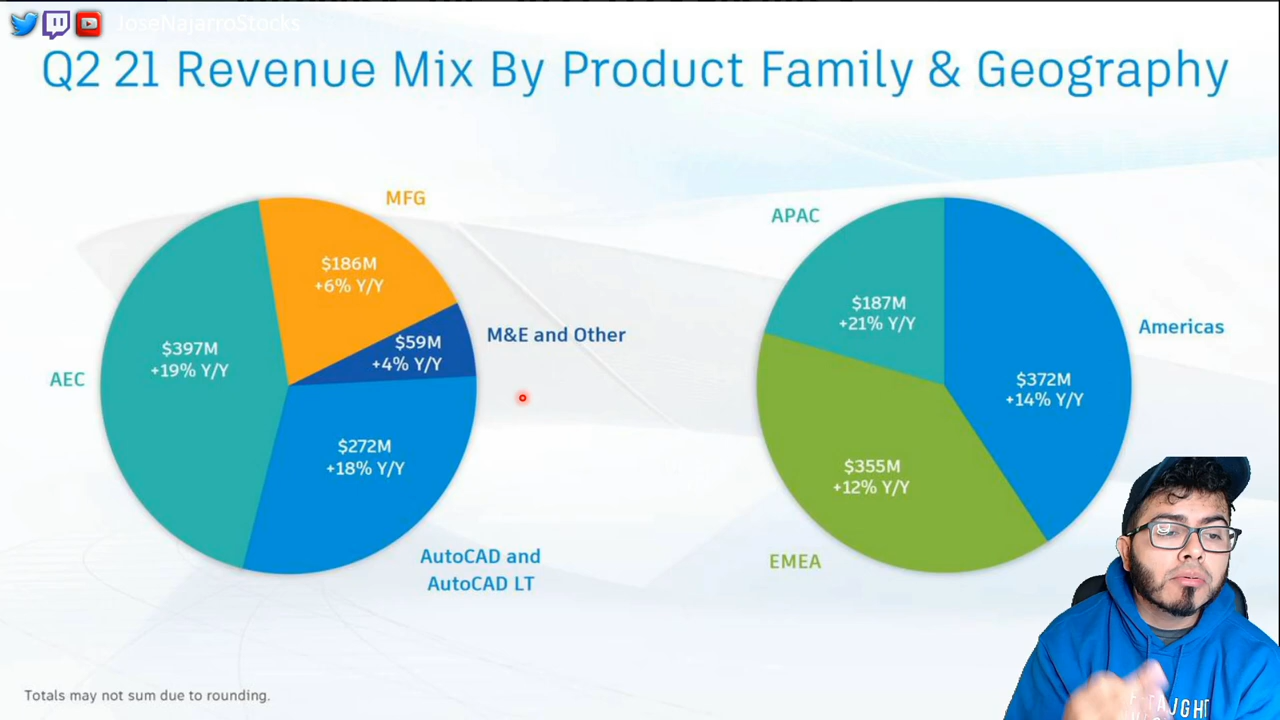 JoseNajarroStocks
Q2 21 Revenue Mix By Product Family & Geography
MFG
$186M
+6% Y/Y
$59M
+4% Y/Y
M&E and Other
$397M
+19% Y/Y
AEC
$272M
+18% Y/Y
AutoCAD and
AutoCAD LT
APAC
$187M
+21% Y/Y
Americas
$372M
+14% Y/Y
$355M
+12% Y/Y
EMEA
Totals may not sum due to rounding.